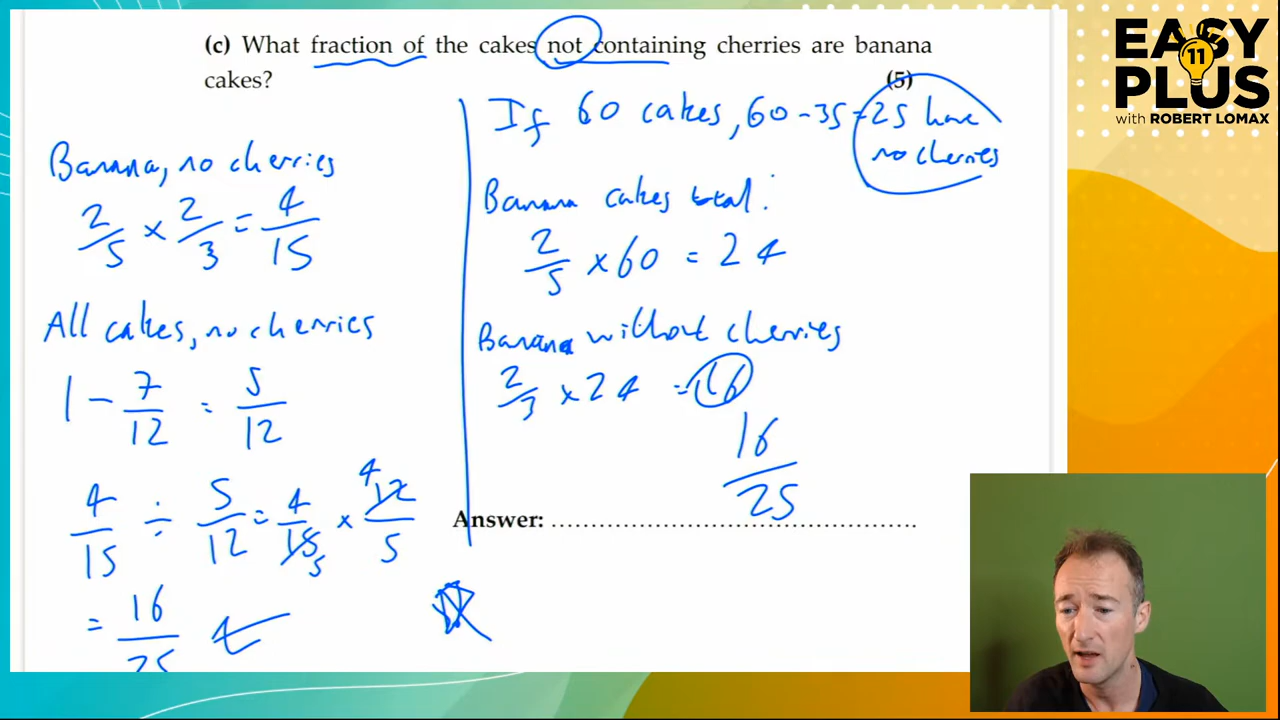 (c) What fraction of the cakes not containing cherries are banana
cakes?
(5)
Banana, no cherries
2/5 × 2/3 = 4/15
All cakes, no cherries
1 - 7/12 = 5/12
4/15 ÷ 5/12 = 4/15 5 × 4 12/5
= 16/25
If 60 cakes, 60 - 35 = 25 have
no cherries
Banana cakes total:
2/5 × 60 = 24
Banana without cherries
2/3 × 24 = 16
16/25
Answer:
EASY
11
PLUS
with ROBERT LOMAX